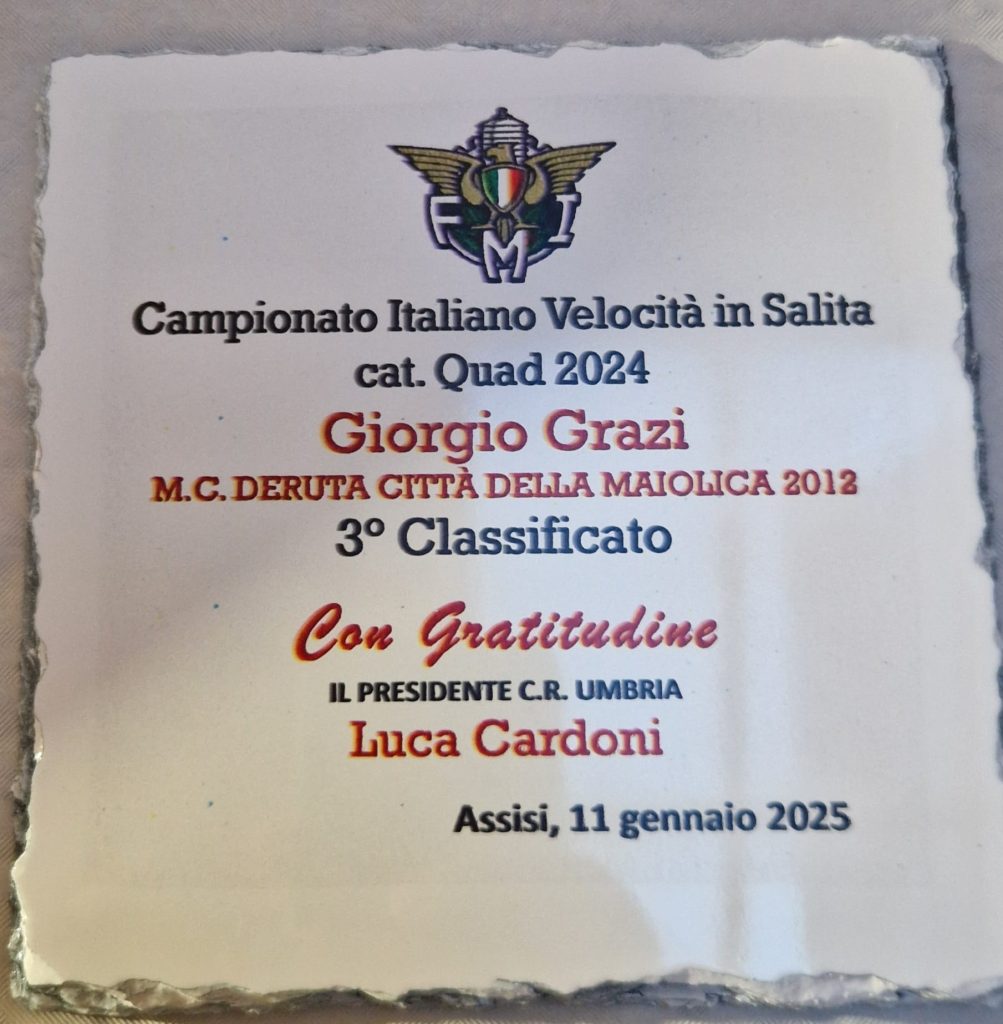 FMI
Campionato Italiano Velocità in Salita
cat. Quad 2024
Giorgio Grazi
M.C. DERUTA CITTÀ DELLA MAIOLICA 2012
3° Classificato
Con Gratitudine
IL PRESIDENTE C.R. UMBRIA
Luca Cardoni
Assisi, 11 gennaio 2025